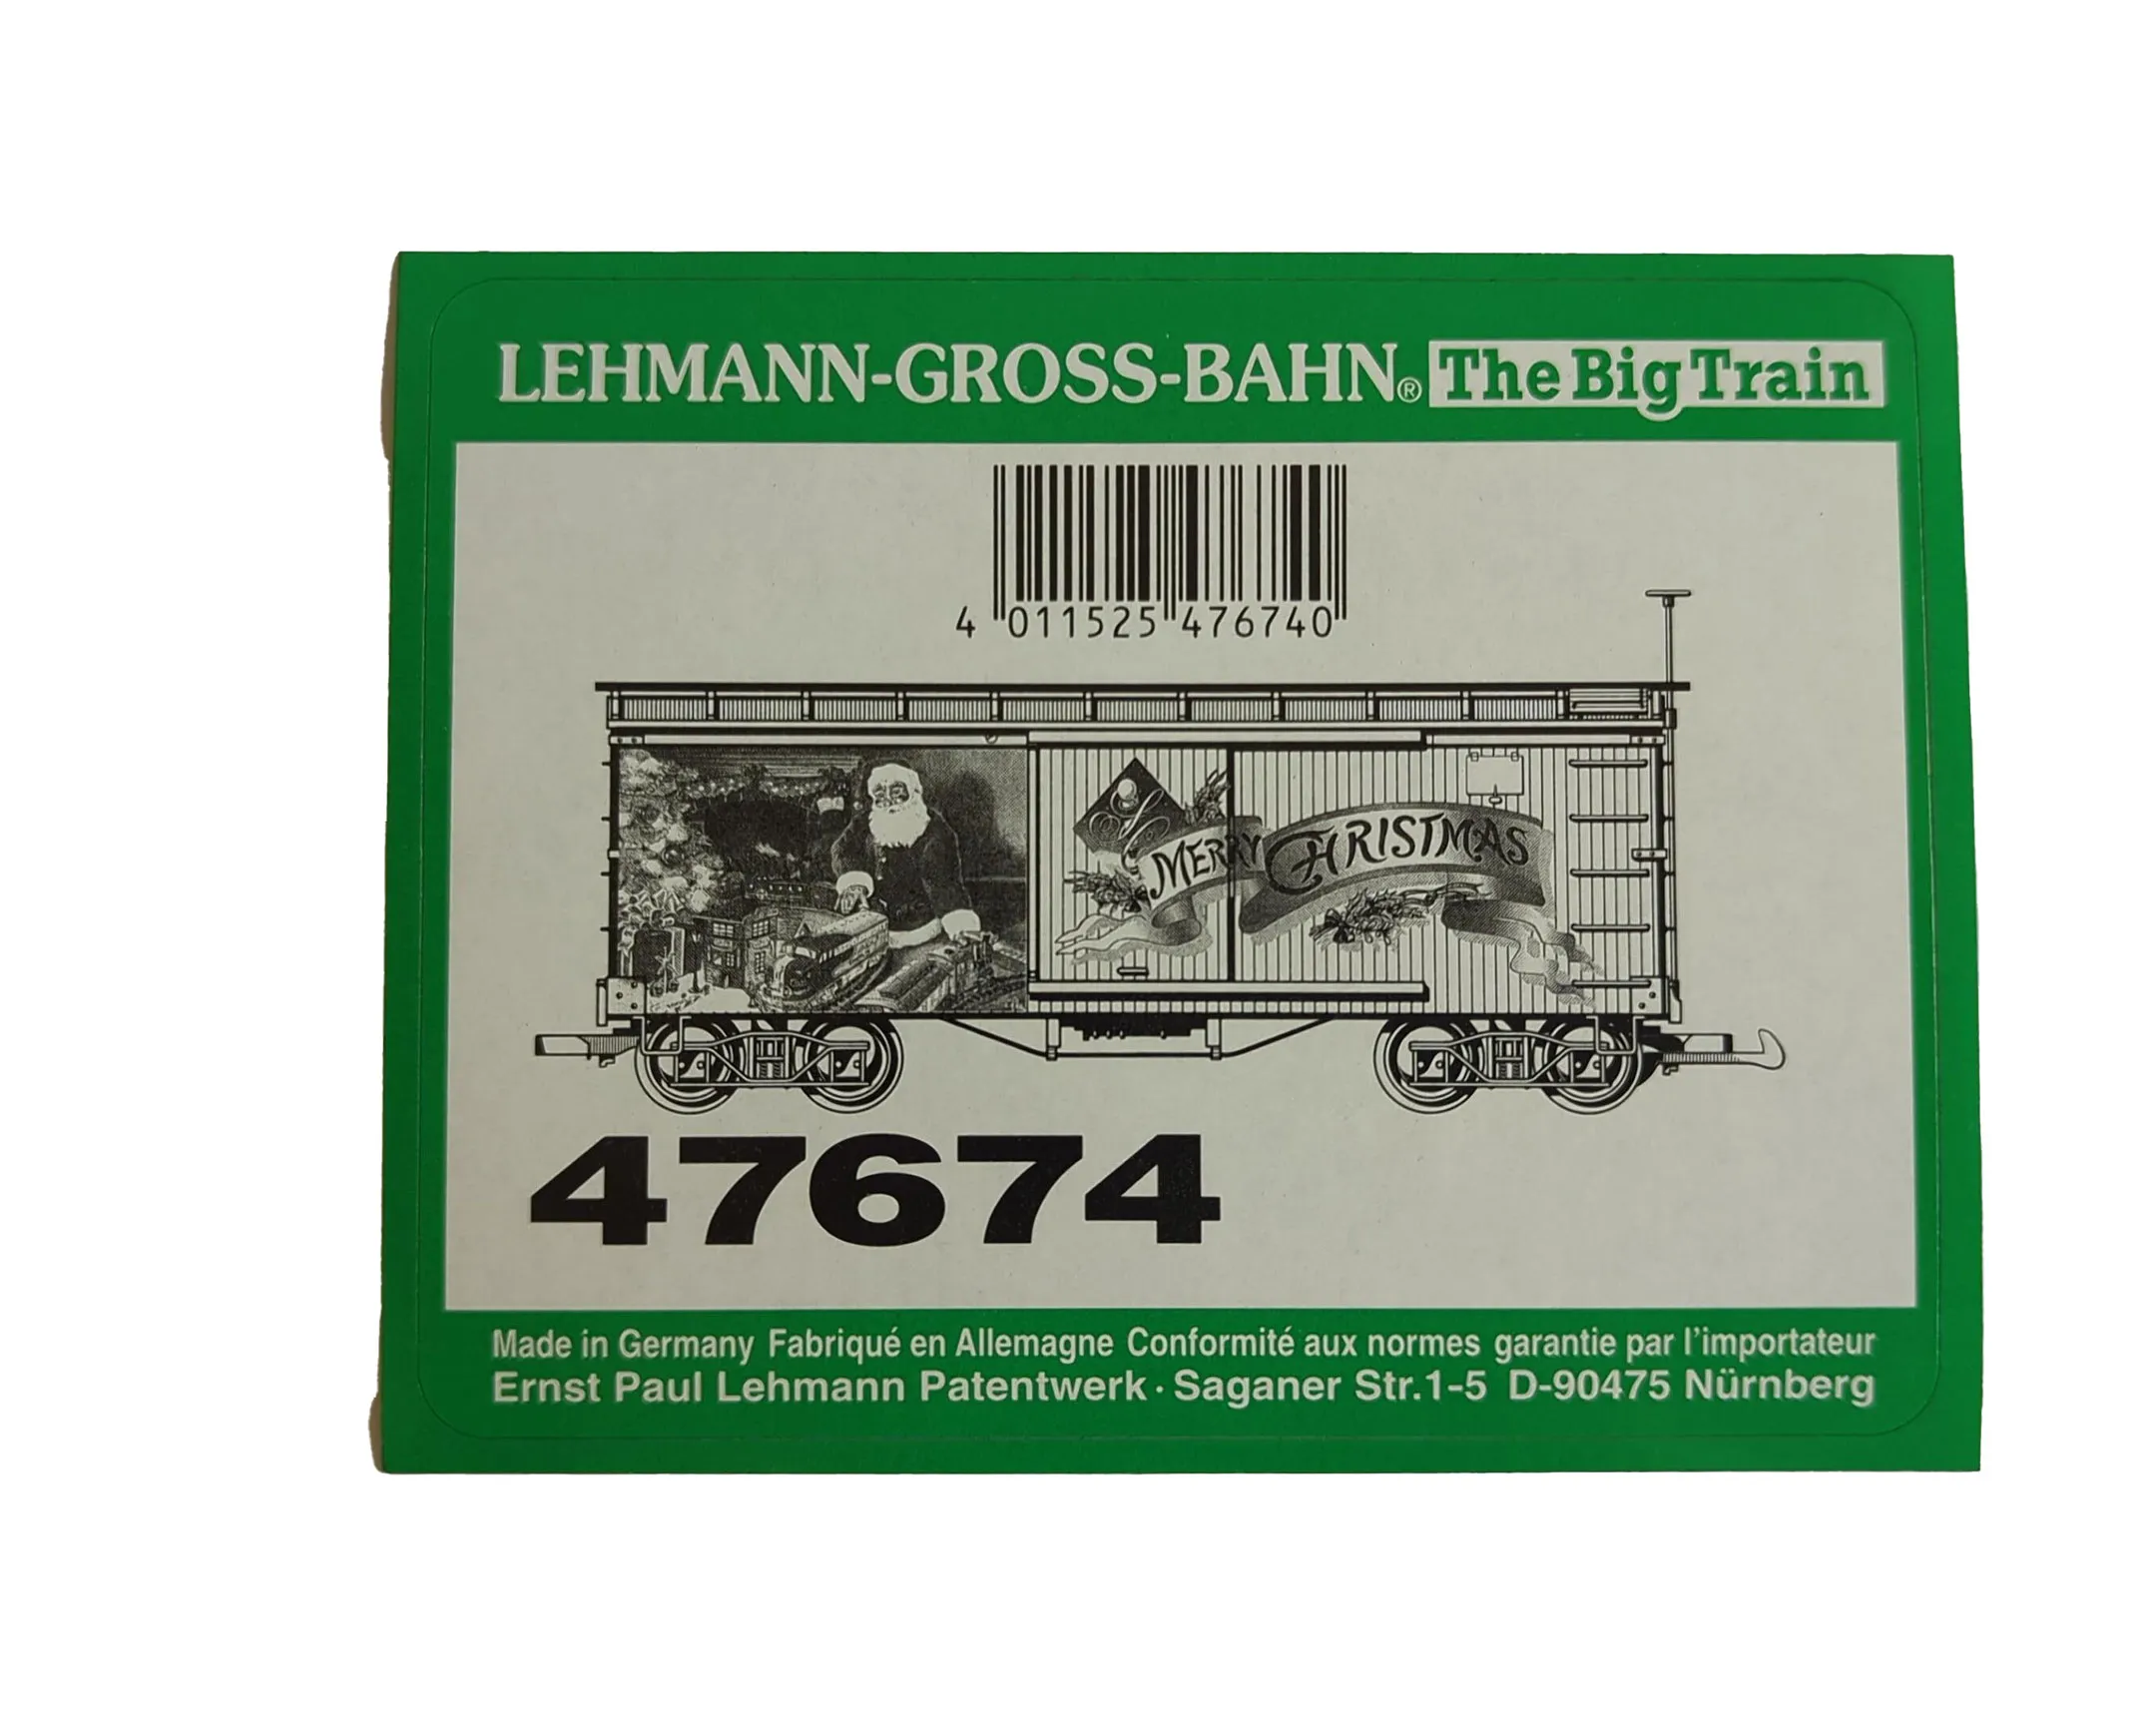 LEHMANN-GROSS-BAHN® The Big Train
4 011525 476740
MERRY CHRISTMAS
47674
Made in Germany Fabriqué en Allemagne Conformité aux normes garantie par l'importateur
Ernst Paul Lehmann Patentwerk · Saganer Str.1-5 D-90475 Nürnberg